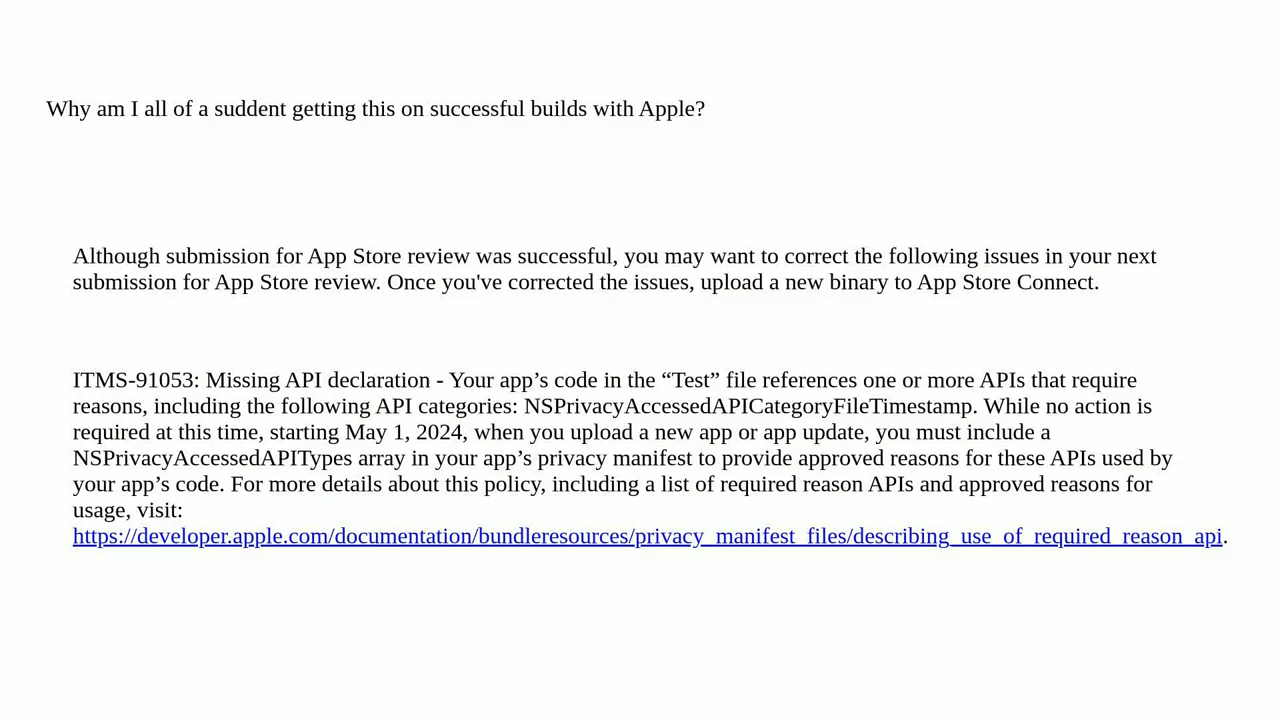 Why am I all of a suddent getting this on successful builds with Apple?
Although submission for App Store review was successful, you may want to correct the following issues in your next
submission for App Store review. Once you've corrected the issues, upload a new binary to App Store Connect.
ITMS-91053: Missing API declaration - Your app’s code in the “Test” file references one or more APIs that require
reasons, including the following API categories: NSPrivacyAccessedAPICategoryFileTimestamp. While no action is
required at this time, starting May 1, 2024, when you upload a new app or app update, you must include a
NSPrivacyAccessedAPITypes array in your app’s privacy manifest to provide approved reasons for these APIs used by
your app’s code. For more details about this policy, including a list of required reason APIs and approved reasons for
usage, visit:
https://developer.apple.com/documentation/bundleresources/privacy_manifest_files/describing_use_of_required_reason_api.